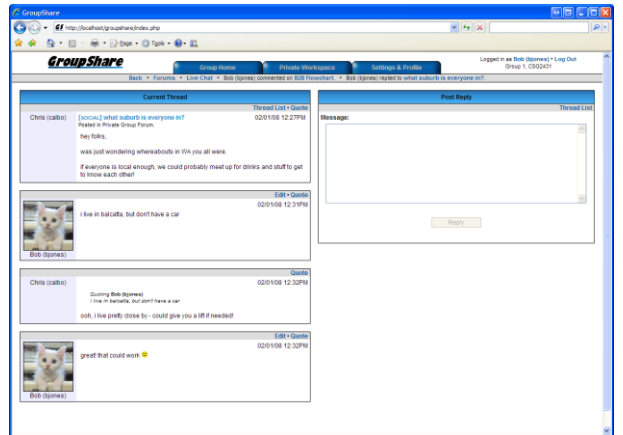 GroupShare
http://localhost/groupshare/index.php
Page
Tools
GroupShare
Group Home
Private Workspace
Settings & Profile
Logged in as Bob (bjones) • Log Out
Group 1, CSG2431
Back • Forums • Live Chat • Bob (bjones) commented on B2B Flowchart. • Bob (bjones) replied to what suburb is everyone in?.
Current Thread
Thread List • Quote
Chris (calbo)
[SOCIAL] what suburb is everyone in?
02/01/08 12:27PM
Posted in Private Group Forum.
hey folks,
was just wondering whereabouts in WA you all were.
if everyone is local enough, we could probably meet up for drinks and stuff to get
to know each other!
Edit • Quote
02/01/08 12:31PM
i live in balcatta, but don't have a car
Bob (bjones)
Quote
Chris (calbo)
02/01/08 12:32PM
Quoting Bob (bjones)
i live in balcatta, but don't have a car
ooh, i live pretty close by - could give you a lift if needed!
Edit • Quote
02/01/08 12:32PM
great! that could work
Bob (bjones)
Post Reply
Thread List
Message:
Reply